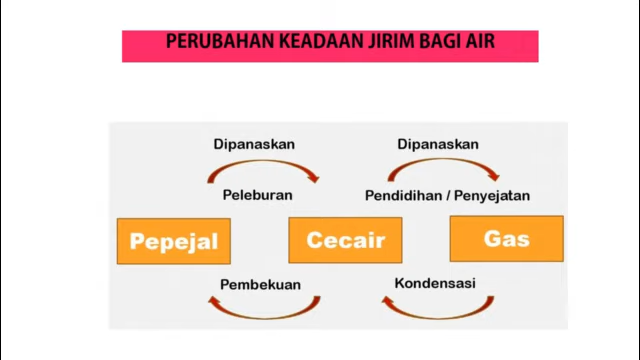 PERUBAHAN KEADAAN JIRIM BAGI AIR
Dipanaskan Dipanaskan
Peleburan Pendidihan / Penyejatan
Pepejal Cecair Gas
Pembekuan Kondensasi